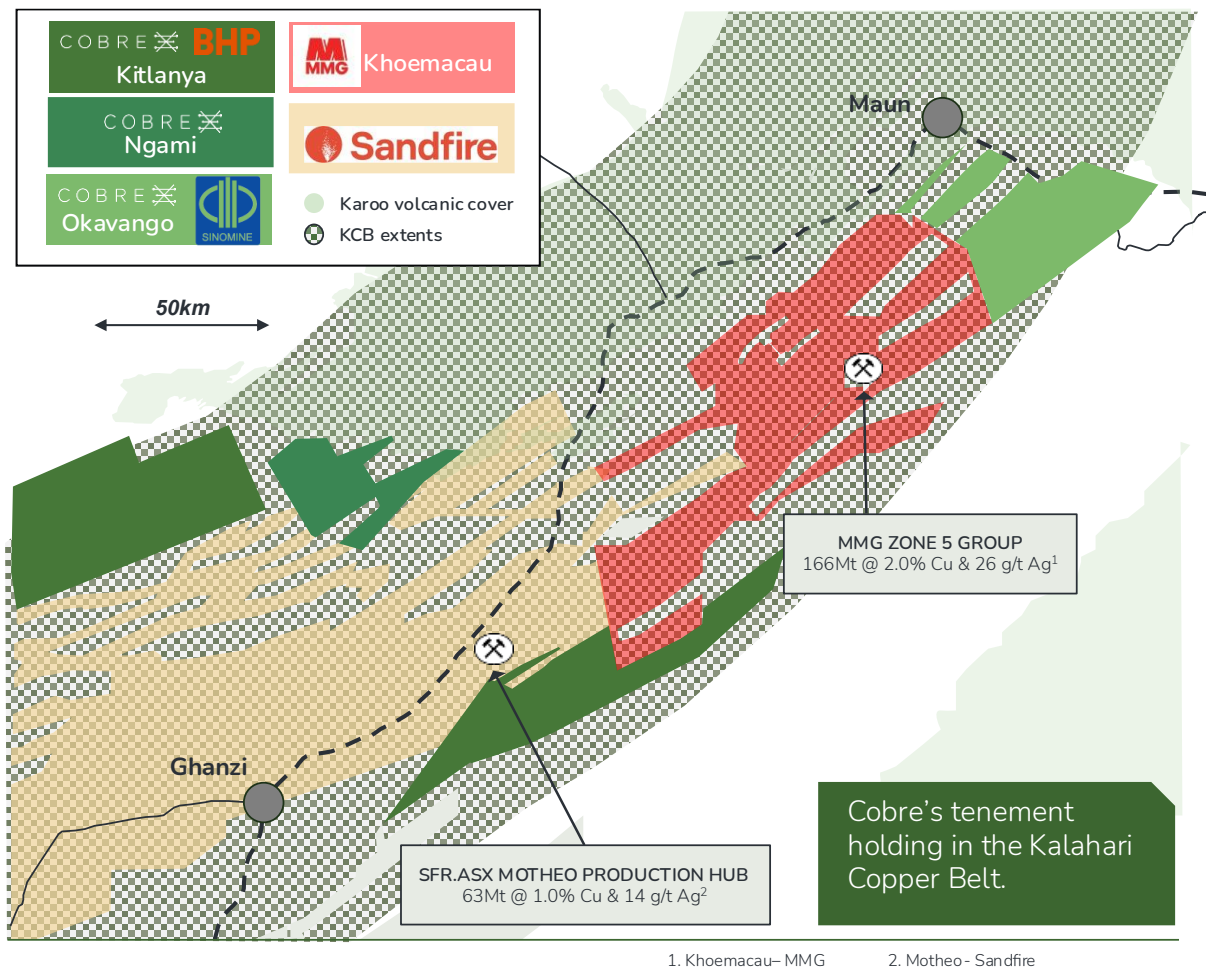 COBRE BHP
Kitlanya
COBRE
Ngami
COBRE
Okavango
SINOMINE
MMG
Khoemacau
Sandfire
Karoo volcanic cover
KCB extents
50km
Maun
MMG ZONE 5 GROUP
166Mt @ 2.0% Cu & 26 g/t Ag¹
Ghanzi
SFR.ASX MOTHEO PRODUCTION HUB
63Mt @ 1.0% Cu & 14 g/t Ag²
Cobre’s tenement
holding in the Kalahari
Copper Belt.
1. Khoemacau– MMG 2. Motheo- Sandfire